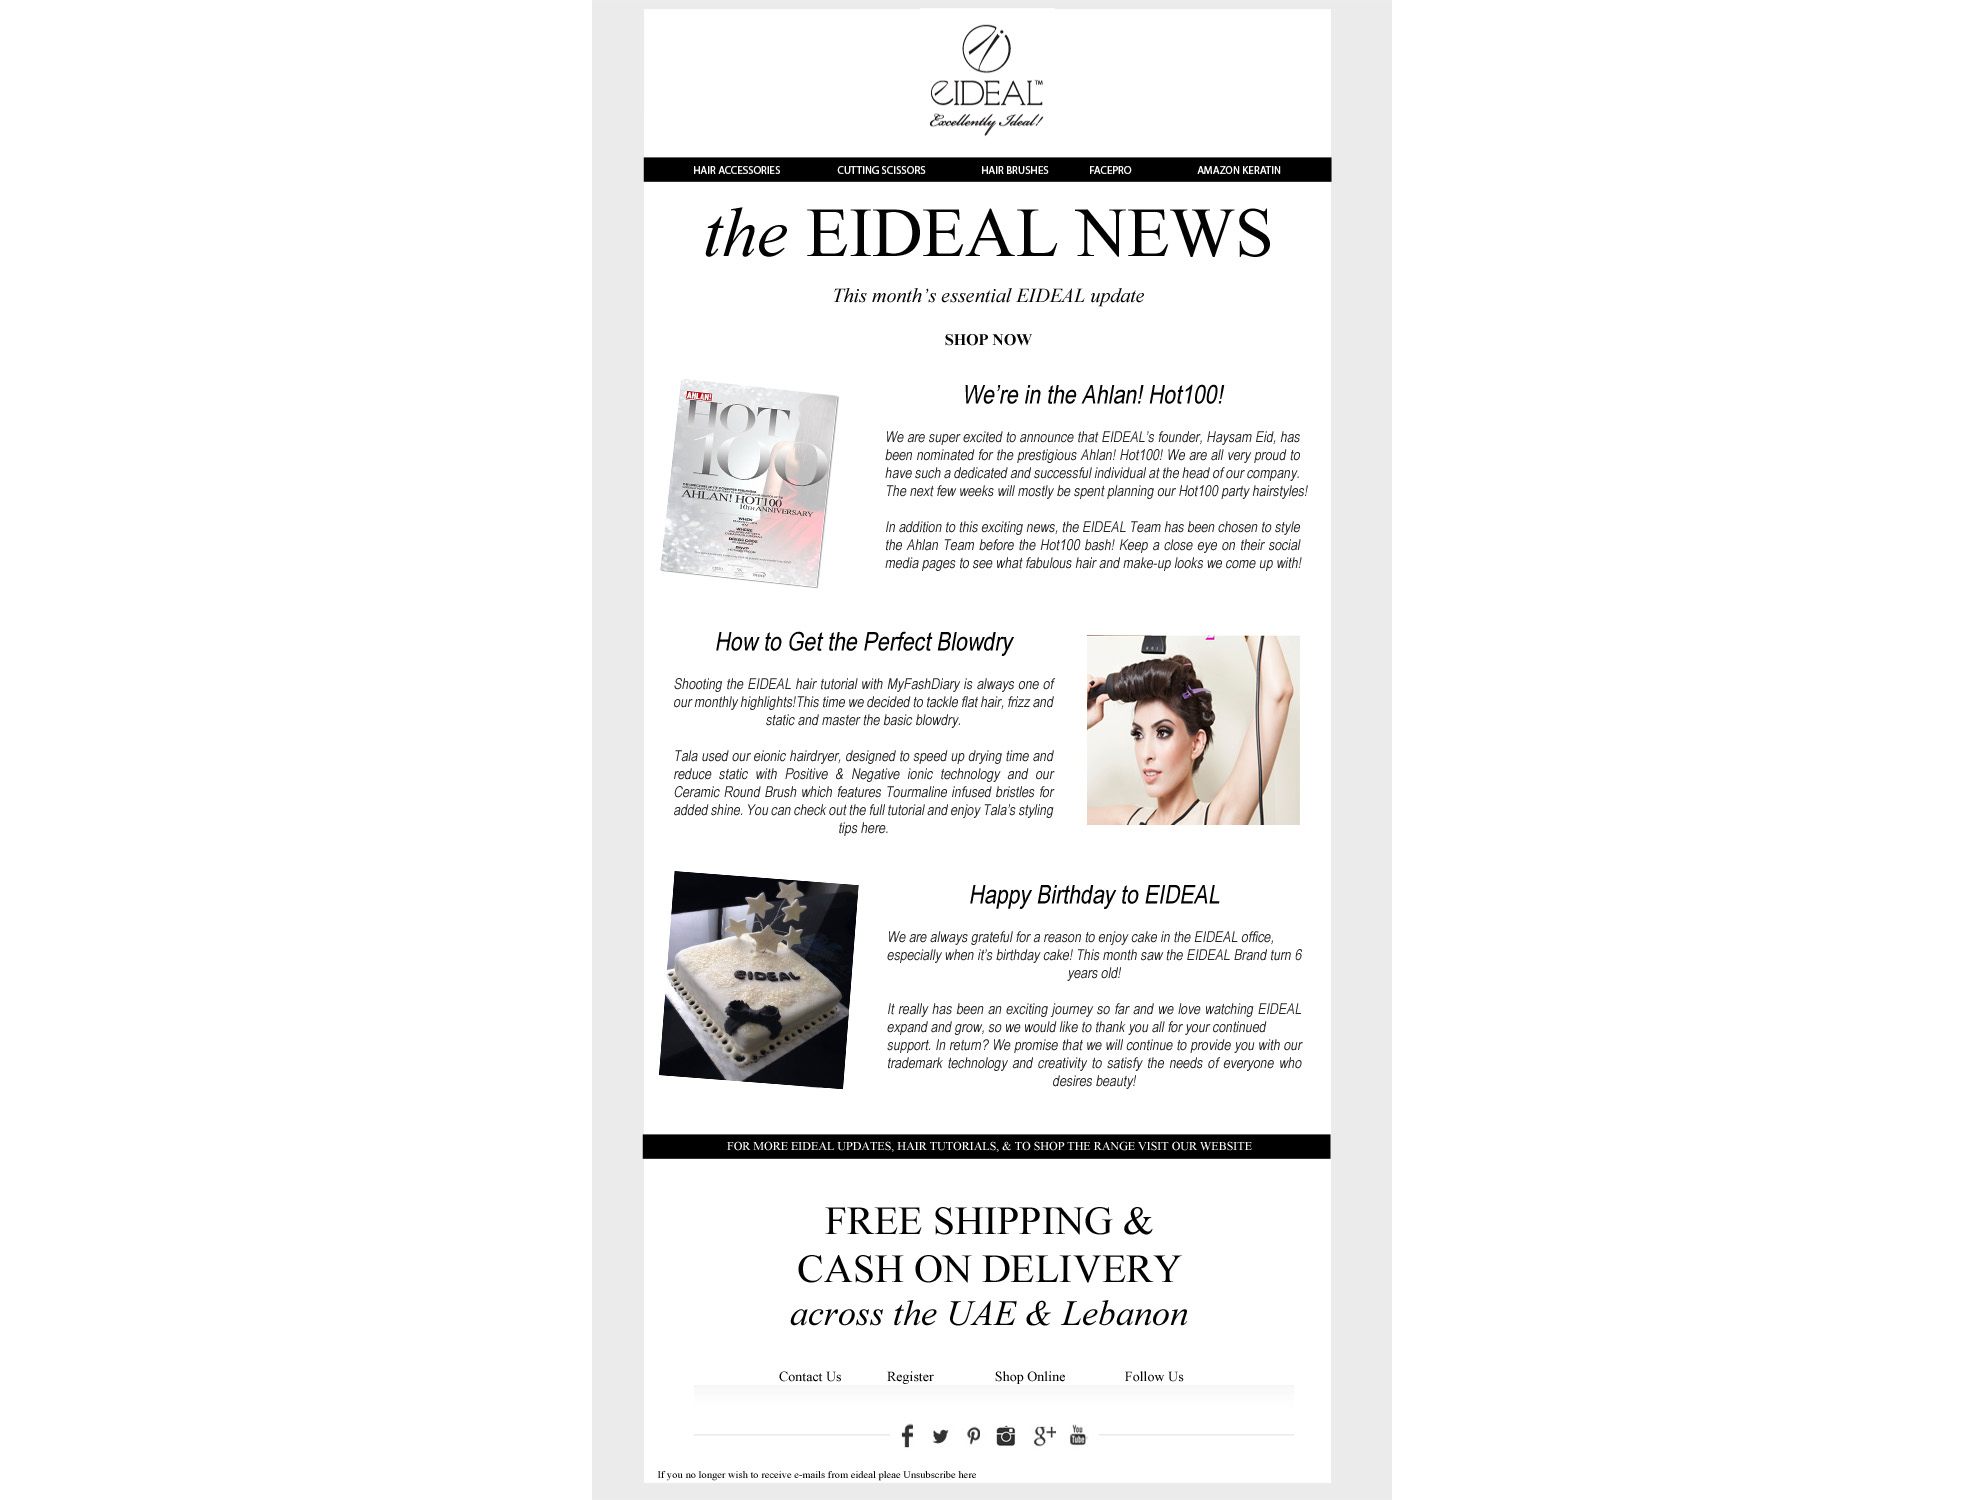 eIDEAL™
Excellently Ideal!
HAIR ACCESSORIES CUTTING SCISSORS HAIR BRUSHES FACEPRO AMAZON KERATIN
the EIDEAL NEWS
This month's essential EIDEAL update
SHOP NOW
AHLAN!
HOT
100
AHLAN! HOT100
10TH ANNIVERSARY
WHEN
WHERE
DRESS CODE
RSVP
We're in the Ahlan! Hot100!
We are super excited to announce that EIDEAL's founder, Haysam Eid, has
been nominated for the prestigious Ahlan! Hot100! We are all very proud to
have such a dedicated and successful individual at the head of our company.
The next few weeks will mostly be spent planning our Hot100 party hairstyles!
In addition to this exciting news, the EIDEAL Team has been chosen to style
the Ahlan Team before the Hot100 bash! Keep a close eye on their social
media pages to see what fabulous hair and make-up looks we come up with!
How to Get the Perfect Blowdry
Shooting the EIDEAL hair tutorial with MyFashDiary is always one of
our monthly highlights!This time we decided to tackle flat hair, frizz and
static and master the basic blowdry.
Tala used our eionic hairdryer, designed to speed up drying time and
reduce static with Positive & Negative ionic technology and our
Ceramic Round Brush which features Tourmaline infused bristles for
added shine. You can check out the full tutorial and enjoy Tala's styling
tips here.
EIDEAL
Happy Birthday to EIDEAL
We are always grateful for a reason to enjoy cake in the EIDEAL office,
especially when it's birthday cake! This month saw the EIDEAL Brand turn 6
years old!
It really has been an exciting journey so far and we love watching EIDEAL
expand and grow, so we would like to thank you all for your continued
support. In return? We promise that we will continue to provide you with our
trademark technology and creativity to satisfy the needs of everyone who
desires beauty!
FOR MORE EIDEAL UPDATES, HAIR TUTORIALS, & TO SHOP THE RANGE VISIT OUR WEBSITE
FREE SHIPPING &
CASH ON DELIVERY
across the UAE & Lebanon
Contact Us Register Shop Online Follow Us
You Tube
If you no longer wish to receive e-mails from eideal pleae Unsubscribe here